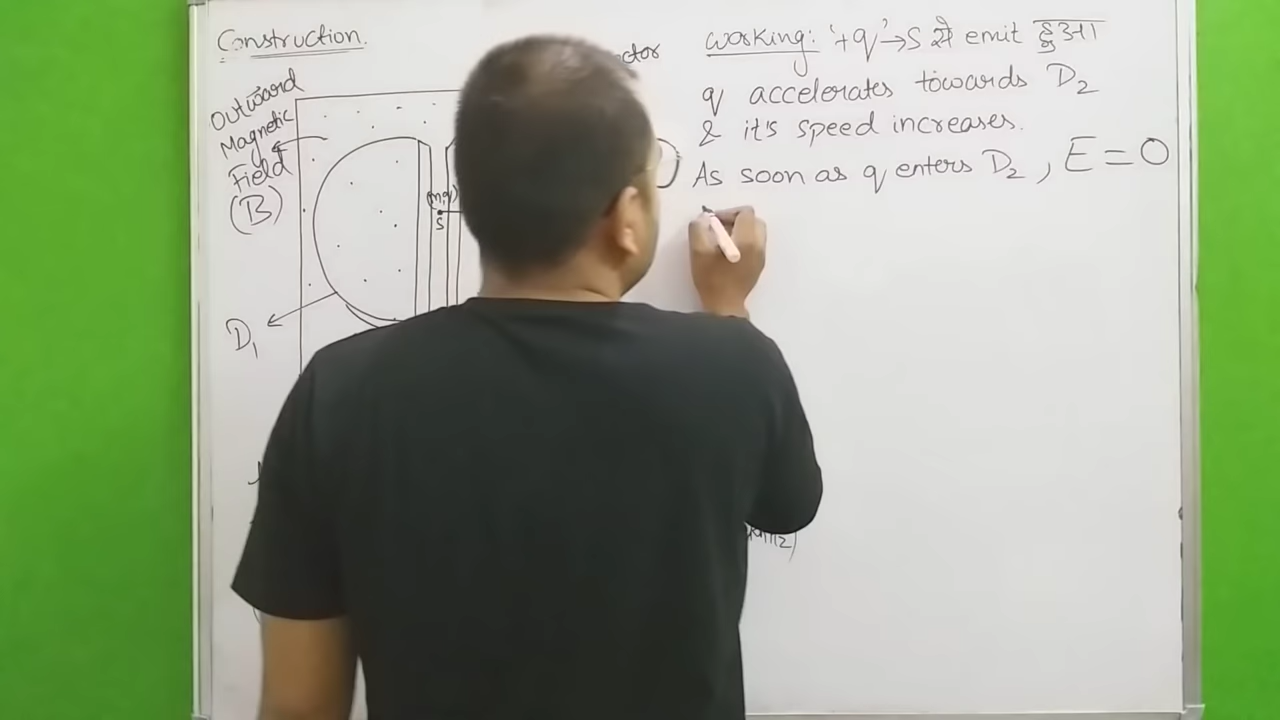 Construction.
Outward
Magnetic
Field
(B)
(m,q)
S
D₁
working: '+q' → S से emit हुआ
q accelerates towards D₂
& it's speed increases.
As soon as q enters D₂, E = 0